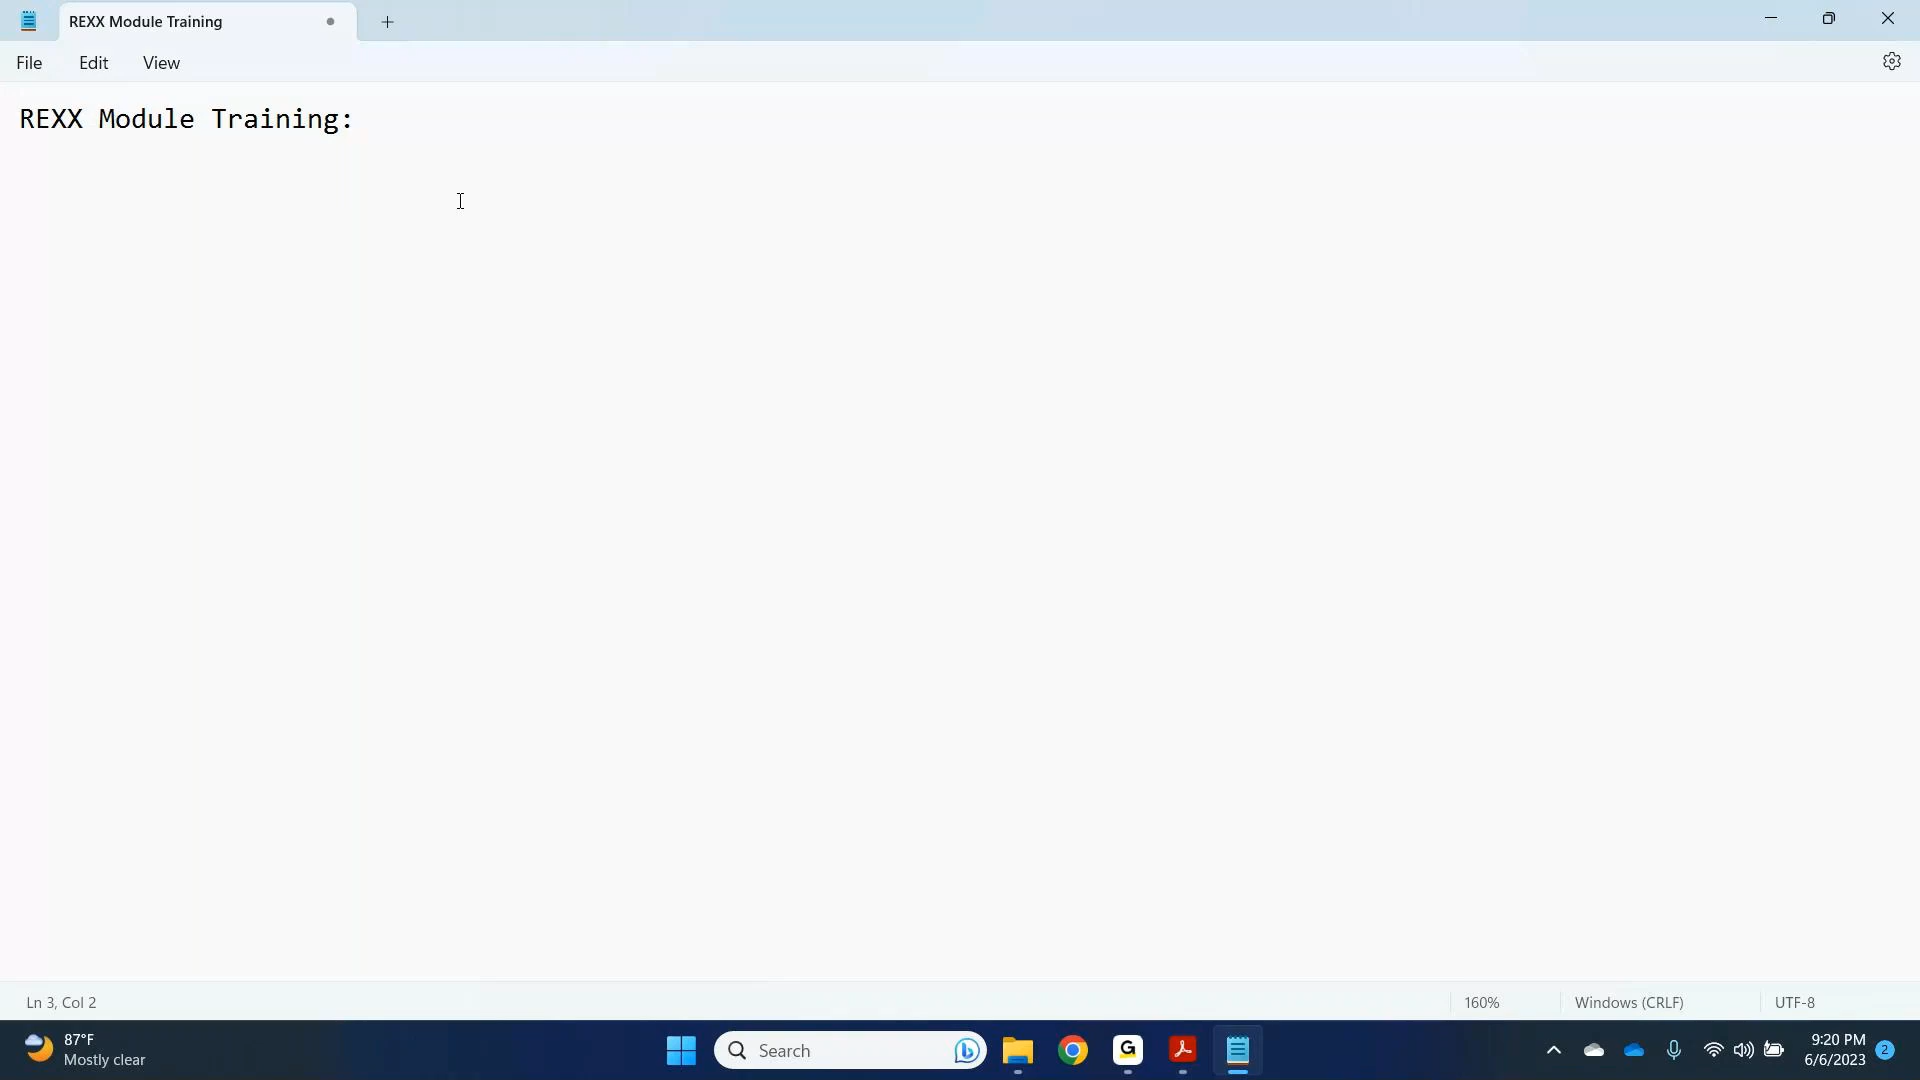 REXX Module Training
File Edit View
REXX Module Training:
Ln 3, Col 2
160%
Windows (CRLF)
UTF-8
87°F
Mostly clear
Search
G
9:20 PM
6/6/2023
2